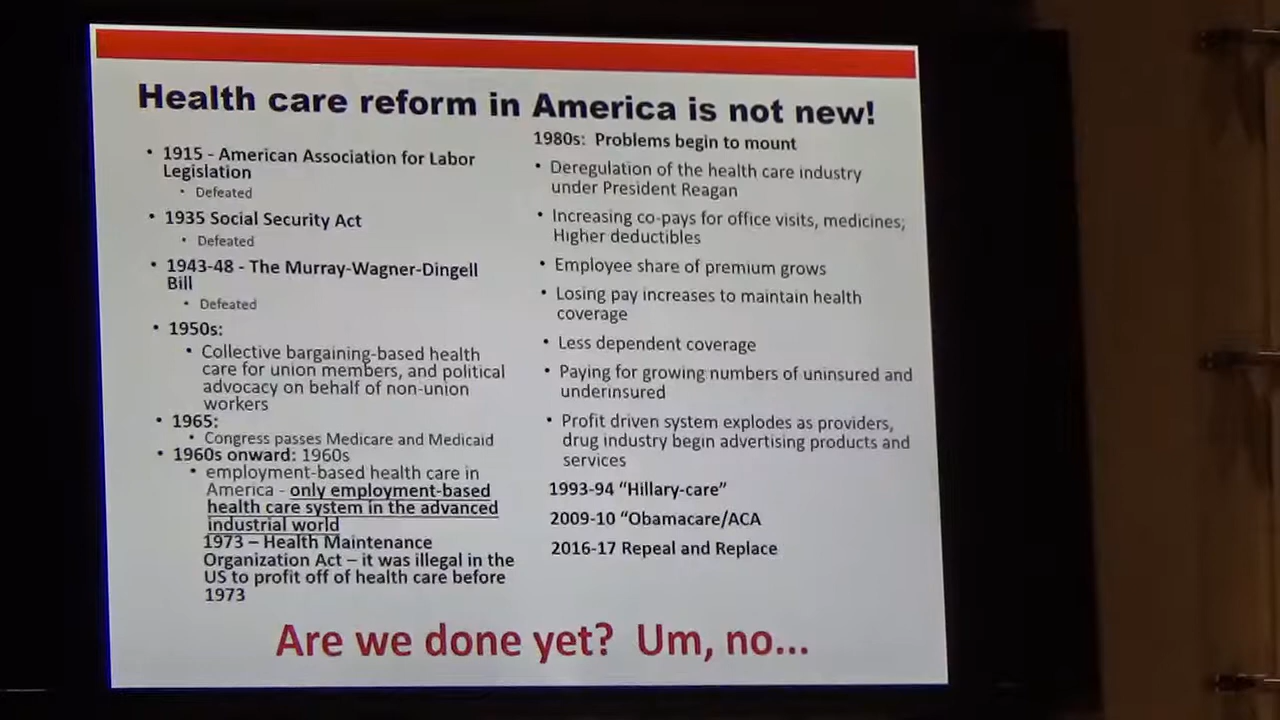 Health care reform in America is not new!
• 1915 - American Association for Labor
Legislation
• Defeated
• 1935 Social Security Act
• Defeated
• 1943-48 - The Murray-Wagner-Dingell
Bill
• Defeated
• 1950s:
• Collective bargaining-based health
care for union members, and political
advocacy on behalf of non-union
workers
• 1965:
• Congress passes Medicare and Medicaid
• 1960s onward: 1960s
• employment-based health care in
America - only employment-based
health care system in the advanced
industrial world
1973 – Health Maintenance
Organization Act – it was illegal in the
US to profit off of health care before
1973
1980s: Problems begin to mount
• Deregulation of the health care industry
under President Reagan
• Increasing co-pays for office visits, medicines;
Higher deductibles
• Employee share of premium grows
• Losing pay increases to maintain health
coverage
• Less dependent coverage
• Paying for growing numbers of uninsured and
underinsured
• Profit driven system explodes as providers,
drug industry begin advertising products and
services
1993-94 “Hillary-care”
2009-10 “Obamacare/ACA
2016-17 Repeal and Replace
Are we done yet? Um, no...